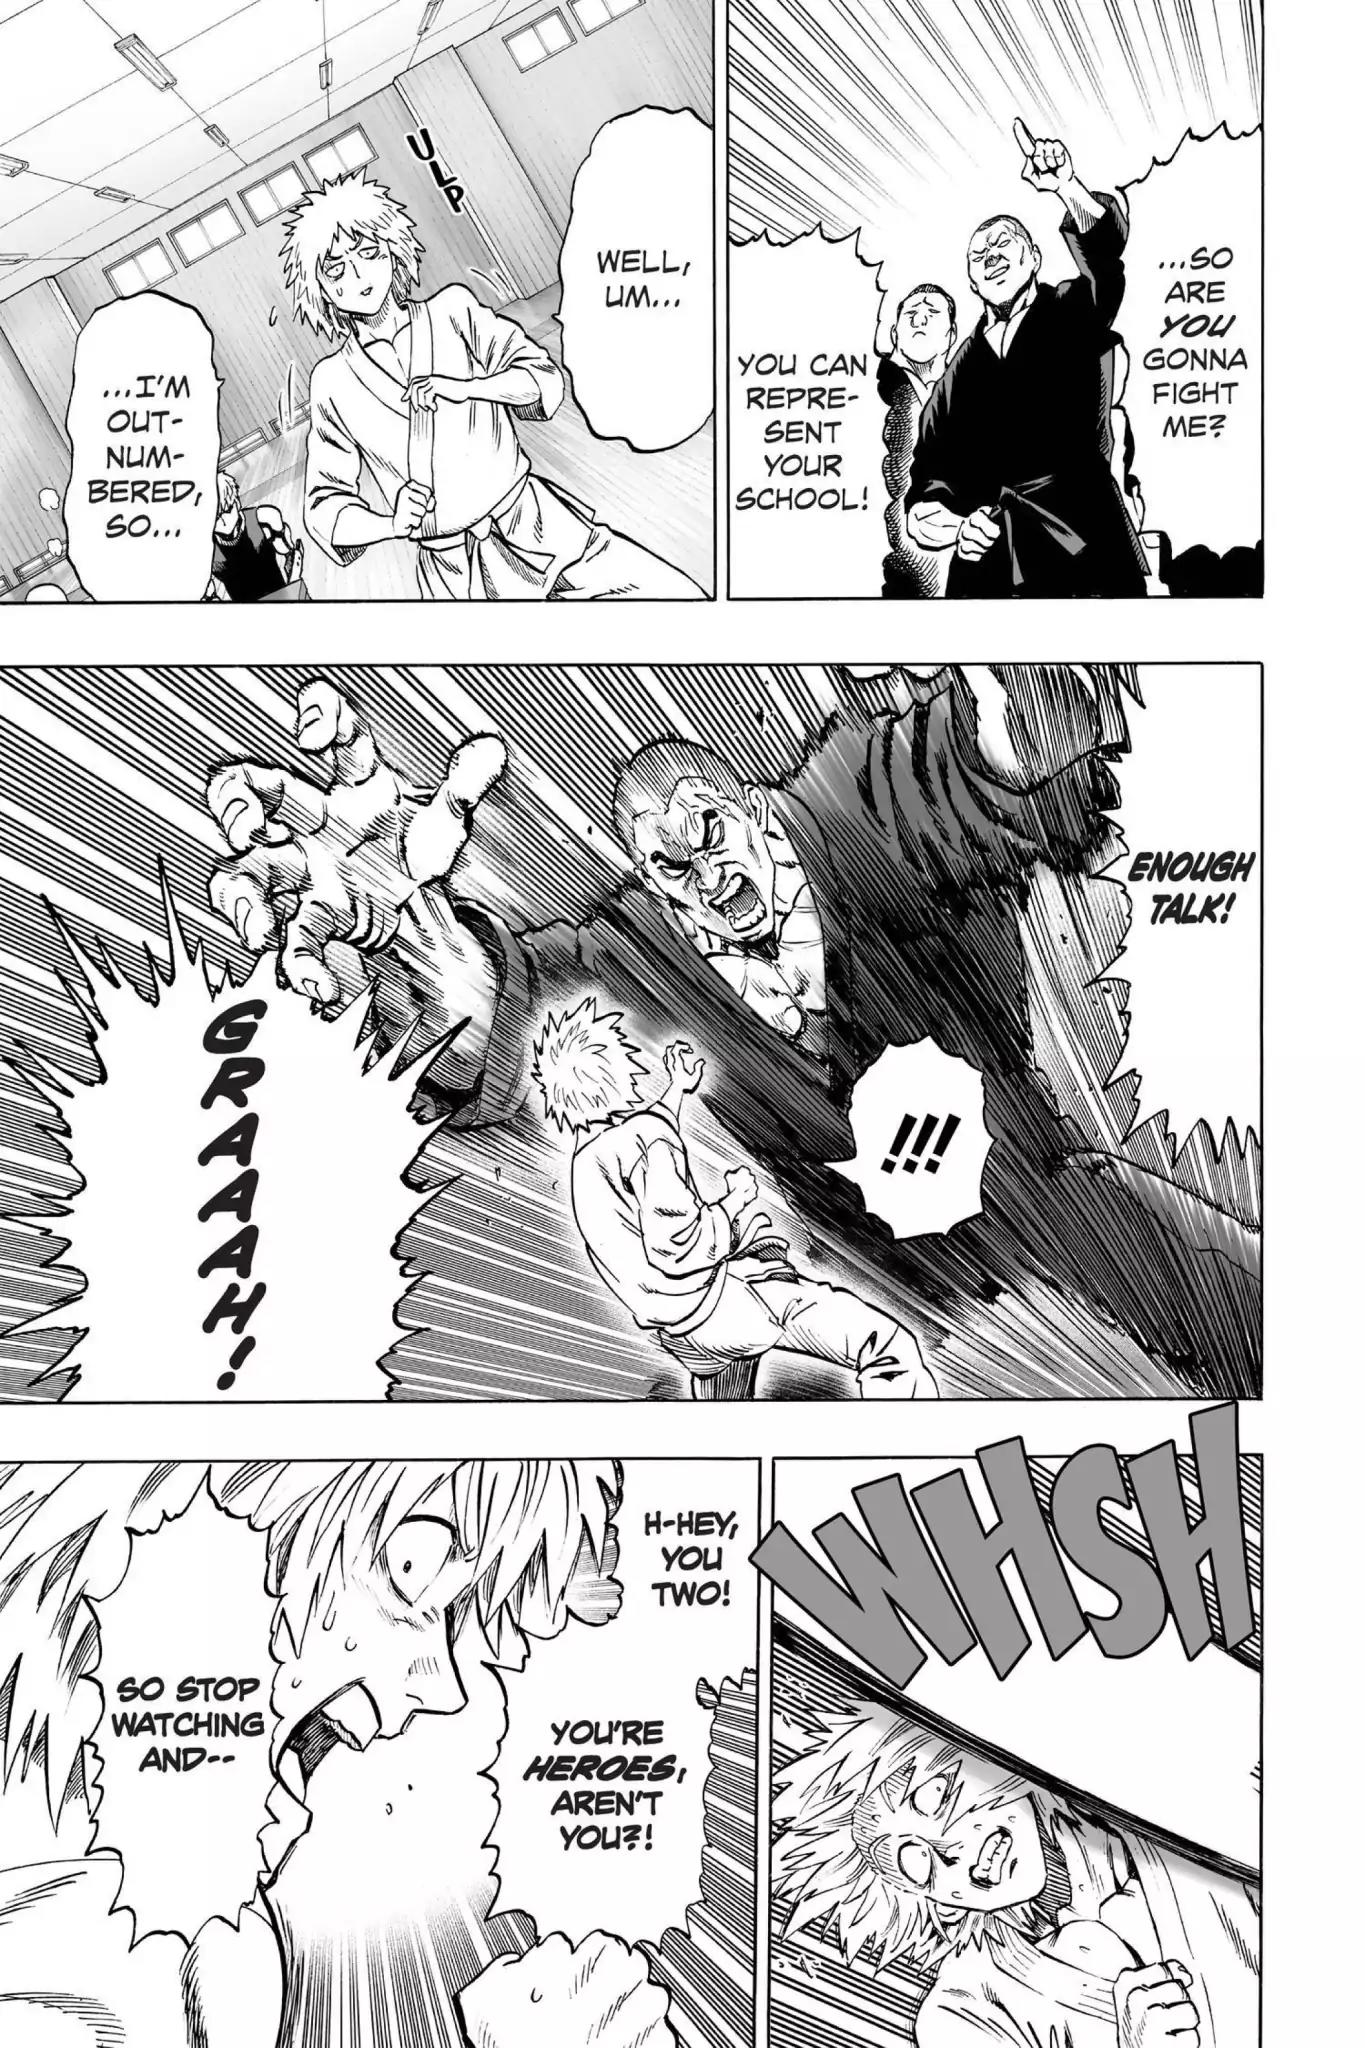 ...SO
ARE
YOU
GONNA
FIGHT
ME?
YOU CAN
REPRE-
SENT
YOUR
SCHOOL!
ULP
WELL,
UM...
...I'M
OUT-
NUM-
BERED,
SO...
ENOUGH
TALK!
!!!
GRAAAH!
WHSH
H-HEY,
YOU
TWO!
YOU'RE
HEROES,
AREN'T
YOU?!
SO STOP
WATCHING
AND--